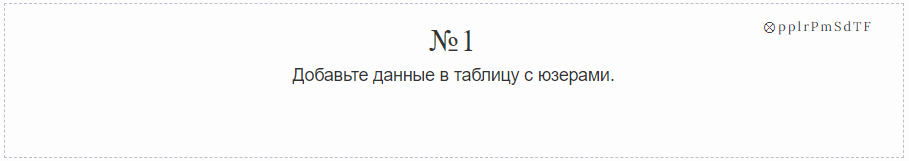 №1
⊗pplrPmSdTF
Добавьте данные в таблицу с юзерами.